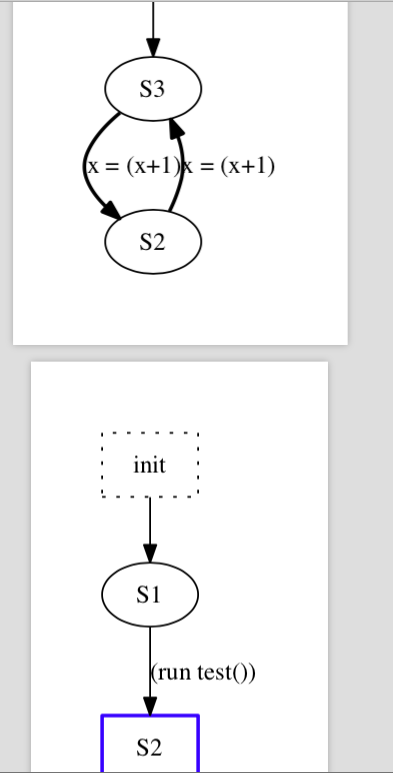 S3
x = (x+1) x = (x+1)
S2
init
S1
(run test())
S2